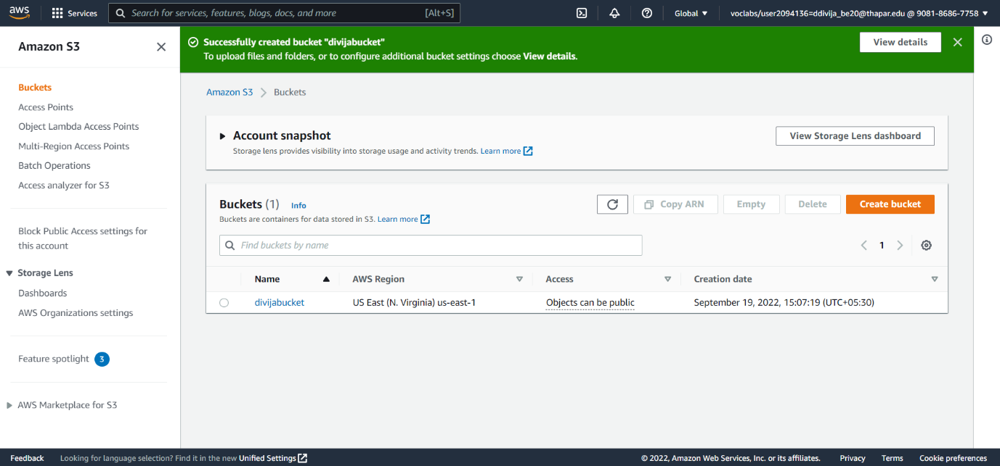 aws Services Search for services, features, blogs, docs, and more [Alt+S] Global voclabs/user2094136=ddivija_be20@thapar.edu @ 9081-8686-7758
Amazon S3
Buckets
Access Points
Object Lambda Access Points
Multi-Region Access Points
Batch Operations
Access analyzer for S3
Block Public Access settings for
this account
Storage Lens
Dashboards
AWS Organizations settings
Feature spotlight 3
AWS Marketplace for S3
Successfully created bucket "divijabucket"
To upload files and folders, or to configure additional bucket settings choose View details.
View details
Amazon S3 Buckets
Account snapshot
Storage lens provides visibility into storage usage and activity trends. Learn more
View Storage Lens dashboard
Buckets (1) Info
Buckets are containers for data stored in S3. Learn more
Copy ARN Empty Delete Create bucket
Find buckets by name
1
Name AWS Region Access Creation date
divijabucket US East (N. Virginia) us-east-1 Objects can be public September 19, 2022, 15:07:19 (UTC+05:30)
Feedback Looking for language selection? Find it in the new Unified Settings © 2022, Amazon Web Services, Inc. or its affiliates. Privacy Terms Cookie preferences